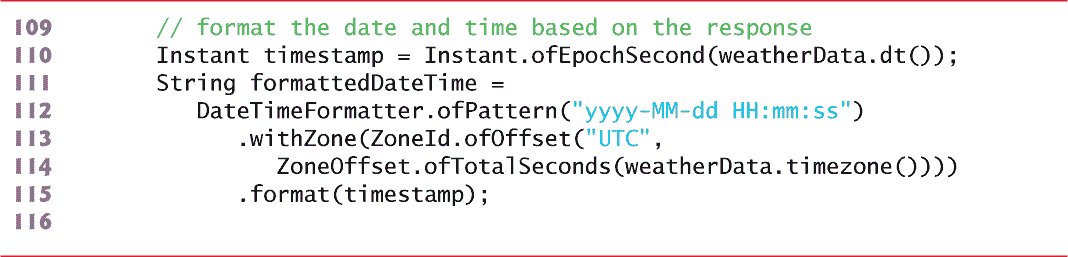 109 // format the date and time based on the response
110 Instant timestamp = Instant.ofEpochSecond(weatherData.dt());
111 String formattedDateTime =
112 DateTimeFormatter.ofPattern("yyyy-MM-dd HH:mm:ss")
113 .withZone(ZoneId.ofOffset("UTC",
114 ZoneOffset.ofTotalSeconds(weatherData.timezone())))
115 .format(timestamp);
116